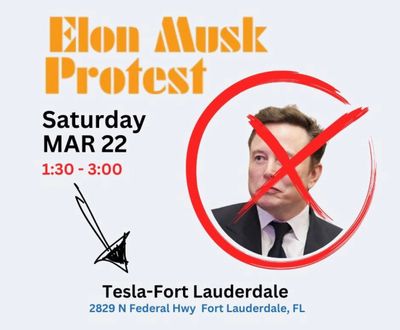 Elon Musk
Protest
Saturday
MAR 22
1:30 - 3:00
Tesla-Fort Lauderdale
2829 N Federal Hwy Fort Lauderdale, FL